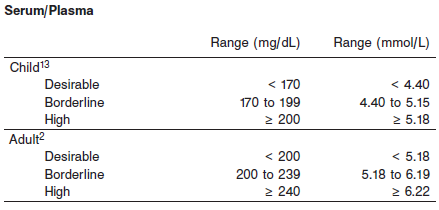 Serum/Plasma
Range (mg/dL) Range (mmol/L)
Child13
Desirable < 170 < 4.40
Borderline 170 to 199 4.40 to 5.15
High ≥ 200 ≥ 5.18
Adult2
Desirable < 200 < 5.18
Borderline 200 to 239 5.18 to 6.19
High ≥ 240 ≥ 6.22